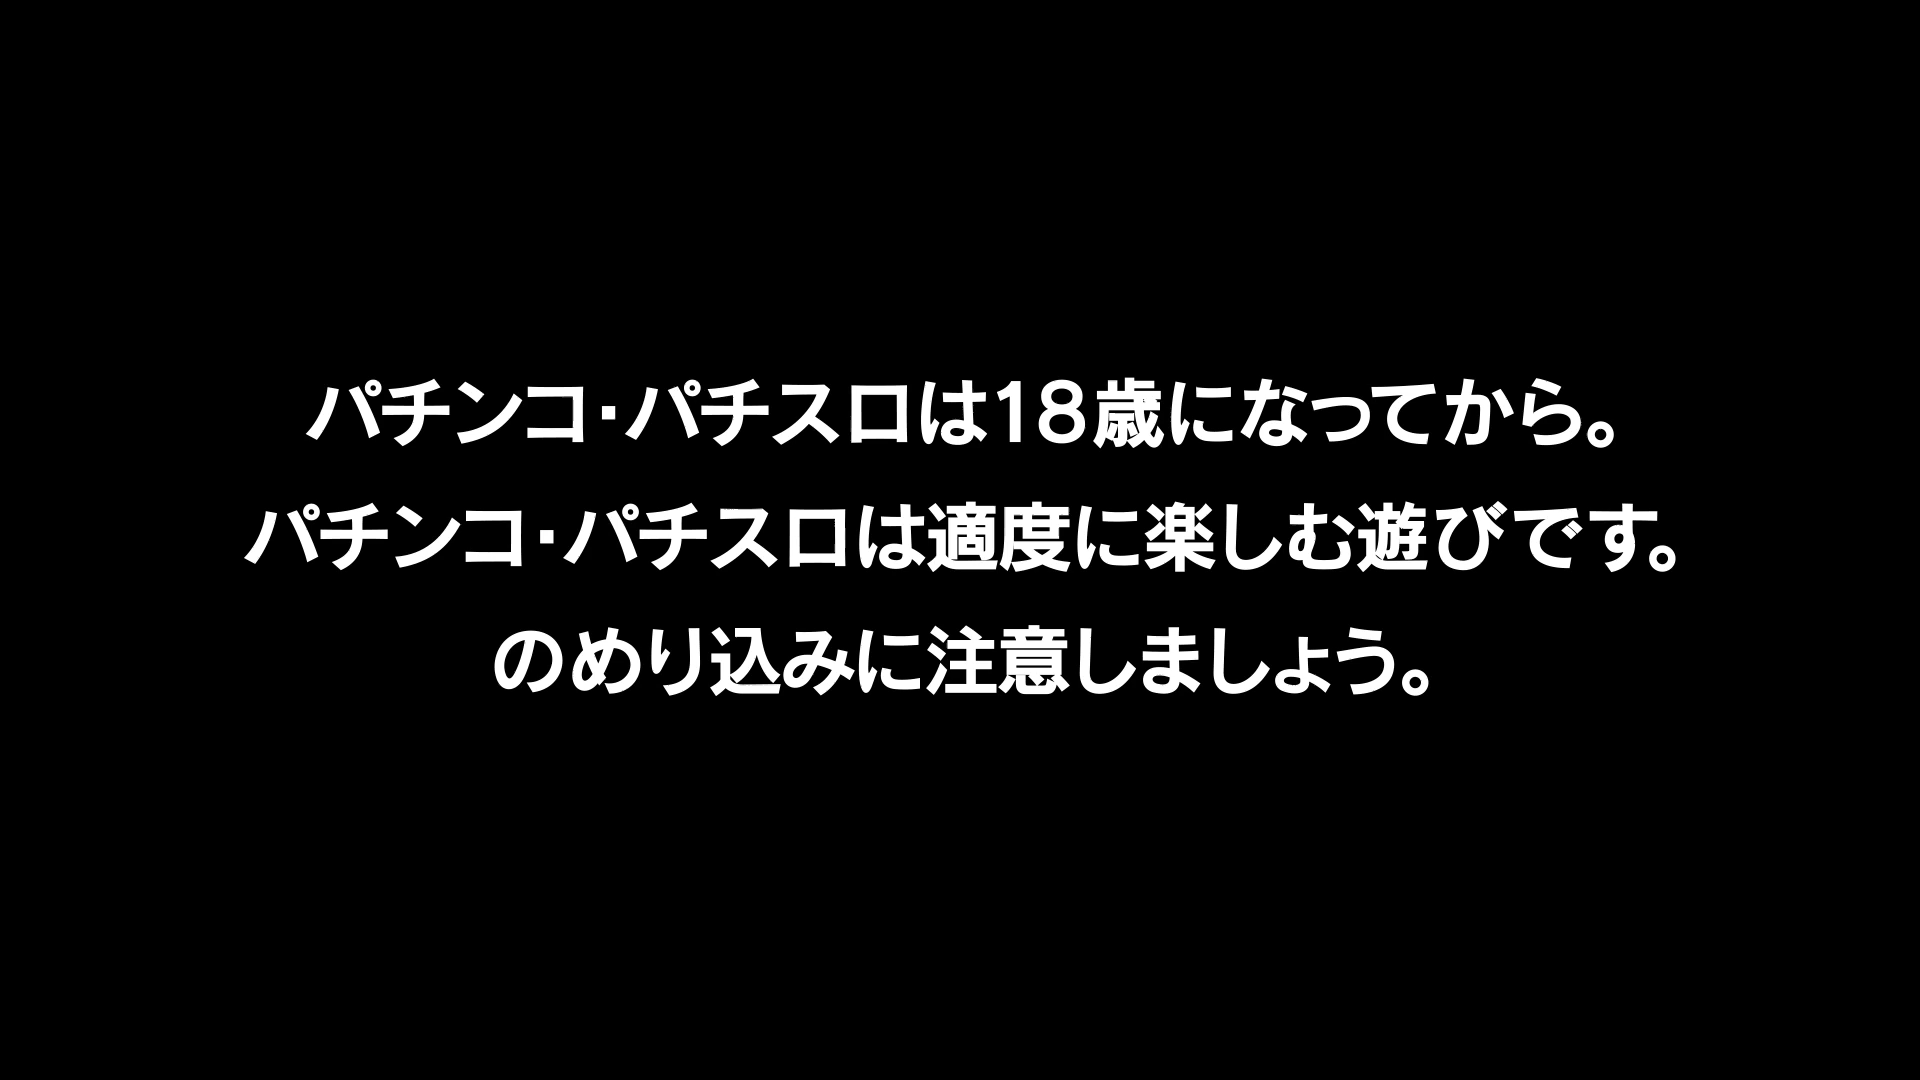 パチンコ・パチスロは18歳になってから。
パチンコ・パチスロは適度に楽しむ遊びです。
のめり込みに注意しましょう。